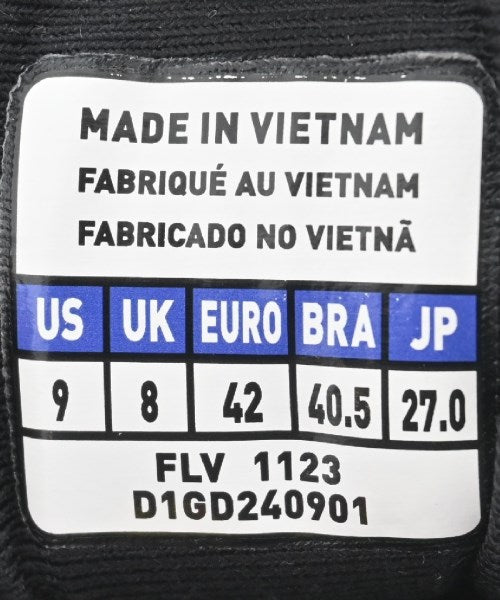 MADE IN VIETNAM
FABRIQUÉ AU VIETNAM
FABRICADO NO VIETNÃ
US UK EURO BRA JP
9 8 42 40.5 27.0
FLV 1123
D1GD240901